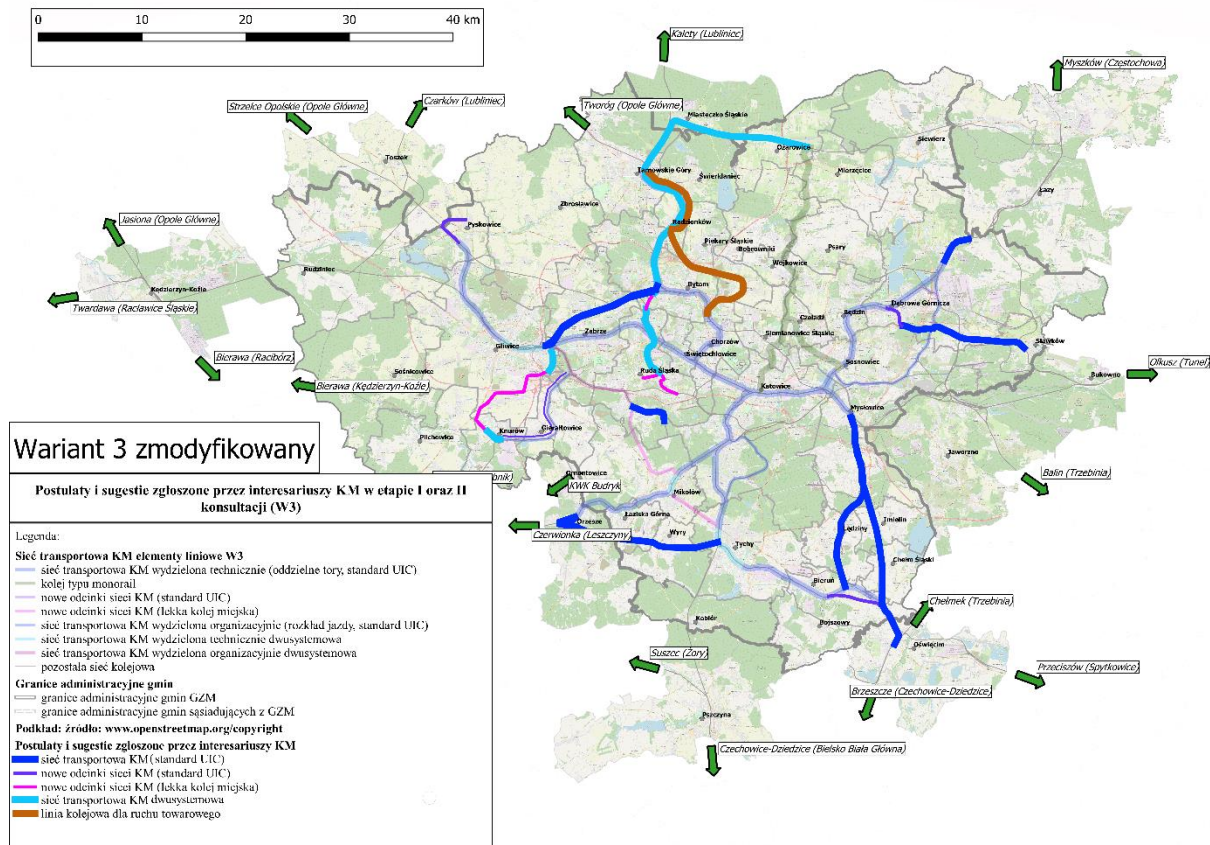 0 10 20 30 40 km
Kalety (Lubliniec)
Myszków (Częstochowa)
Strzelce Opolskie (Opole Główne)
Czarków (Lubliniec)
Tworóg (Opole Główne)
Miasteczko Śląskie
Ożarowice
Siewierz
Toszek
Tarnowskie Góry
Świerklaniec
Mierzęcice
Łazy
Zbrosławice
Jasiona (Opole Główne)
Pyskowice
Radzionków
Piekary Śląskie
Bobrowniki
Psary
Wojkowice
Rudziniec
Kędzierzyn-Koźle
Bytom
Twardawa (Racławice Śląskie)
Dąbrowa Górnicza
Będzin
Czeladź
Zabrze
Siemianowice Śląskie
Chorzów
Gliwice
Świętochłowice
Sławków
Bierawa (Racibórz)
Sosnowiec
Sośnicowice
Ruda Śląska
Bukowno
Olkusz (Tunel)
Bierawa (Kędzierzyn-Koźle)
Katowice
Mysłowice
Pilchowice
Knurów
Gierałtowice
Jaworzno
Wariant 3 zmodyfikowany
Ornontowice
KWK Budryk
Mikołów
Balin (Trzebinia)
Orzesze
Łaziska Górne
Wyry
Czerwionka (Leszczyny)
Tychy
Lędziny
Imielin
Chełm Śląski
Bieruń
Chełmek (Trzebinia)
Bojszowy
Kobiór
Oświęcim
Suszec (Żory)
Przeciszów (Spytkowice)
Brzeszcze (Czechowice-Dziedzice)
Pszczyna
Czechowice-Dziedzice (Bielsko Biała Główna)
Postulaty i sugestie zgłoszone przez interesariuszy KM w etapie I oraz II
konsultacji (W3)
Legenda:
Sieć transportowa KM elementy liniowe W3
sieć transportowa KM wydzielona technicznie (oddzielne tory, standard UIC)
kolej typu monorail
nowe odcinki sieci KM (standard UIC)
nowe odcinki sieci KM (lekka kolej miejska)
sieć transportowa KM wydzielona organizacyjnie (rozkład jazdy, standard UIC)
sieć transportowa KM wydzielona technicznie dwusystemowa
sieć transportowa KM wydzielona organizacyjnie dwusystemowa
pozostała sieć kolejowa
Granice administracyjne gmin
granice administracyjne gmin GZM
granice administracyjne gmin sąsiadujących z GZM
Podkład: źródło: www.openstreetmap.org/copyright
Postulaty i sugestie zgłoszone przez interesariuszy KM
sieć transportowa KM (standard UIC)
nowe odcinki sieci KM (standard UIC)
nowe odcinki sieci KM (lekka kolej miejska)
sieć transportowa KM dwusystemowa
linia kolejowa dla ruchu towarowego